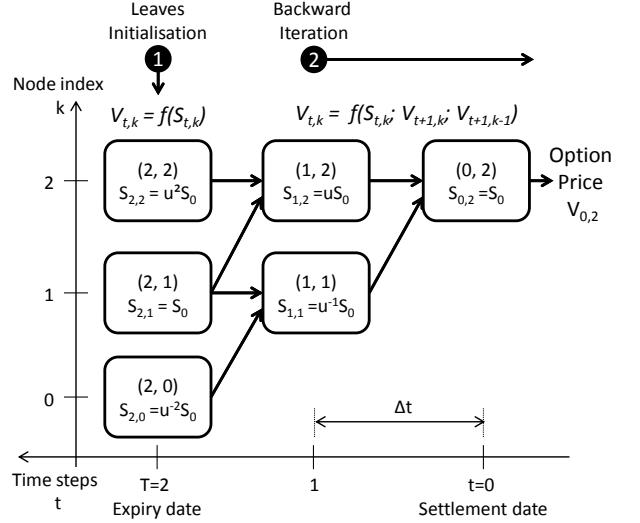 Leaves
Initialisation
Backward
Iteration
1
2
Node index
k
V_{t,k} = f(S_{t,k})
V_{t,k} = f(S_{t,k}; V_{t+1,k}; V_{t+1,k-1})
2
(2, 2)
S_{2,2} = u²S_0
(1, 2)
S_{1,2} =uS_0
(0, 2)
S_{0,2} =S_0
Option
Price
V_{0,2}
1
(2, 1)
S_{2,1} = S_0
(1, 1)
S_{1,1} =u^{-1}S_0
0
(2, 0)
S_{2,0} =u^{-2}S_0
Δt
Time steps
t
T=2
Expiry date
1
t=0
Settlement date